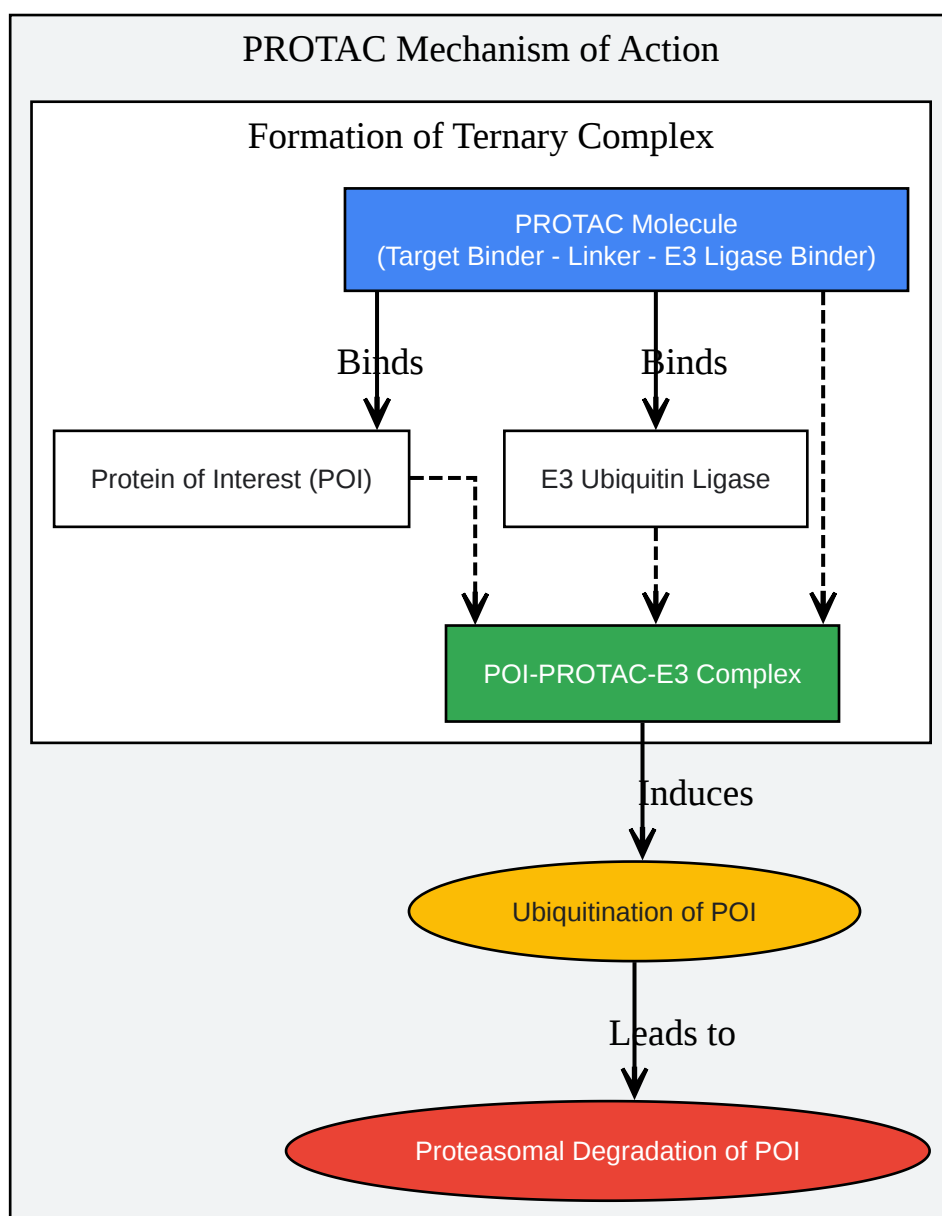 PROTAC Mechanism of Action
Formation of Ternary Complex
PROTAC Molecule
(Target Binder - Linker - E3 Ligase Binder)
Binds
Binds
Protein of Interest (POI)
E3 Ubiquitin Ligase
POI-PROTAC-E3 Complex
Induces
Ubiquitination of POI
Leads to
Proteasomal Degradation of POI